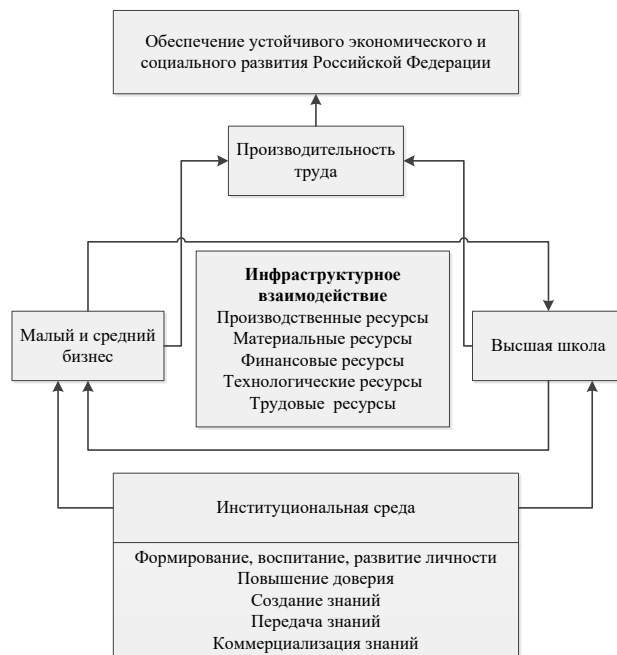 Обеспечение устойчивого экономического и
социального развития Российской Федерации
Производительность
труда
Инфраструктурное
взаимодействие
Производственные ресурсы
Материальные ресурсы
Финансовые ресурсы
Технологические ресурсы
Трудовые ресурсы
Малый и средний
бизнес
Высшая школа
Институциональная среда
Формирование, воспитание, развитие личности
Повышение доверия
Создание знаний
Передача знаний
Коммерциализация знаний